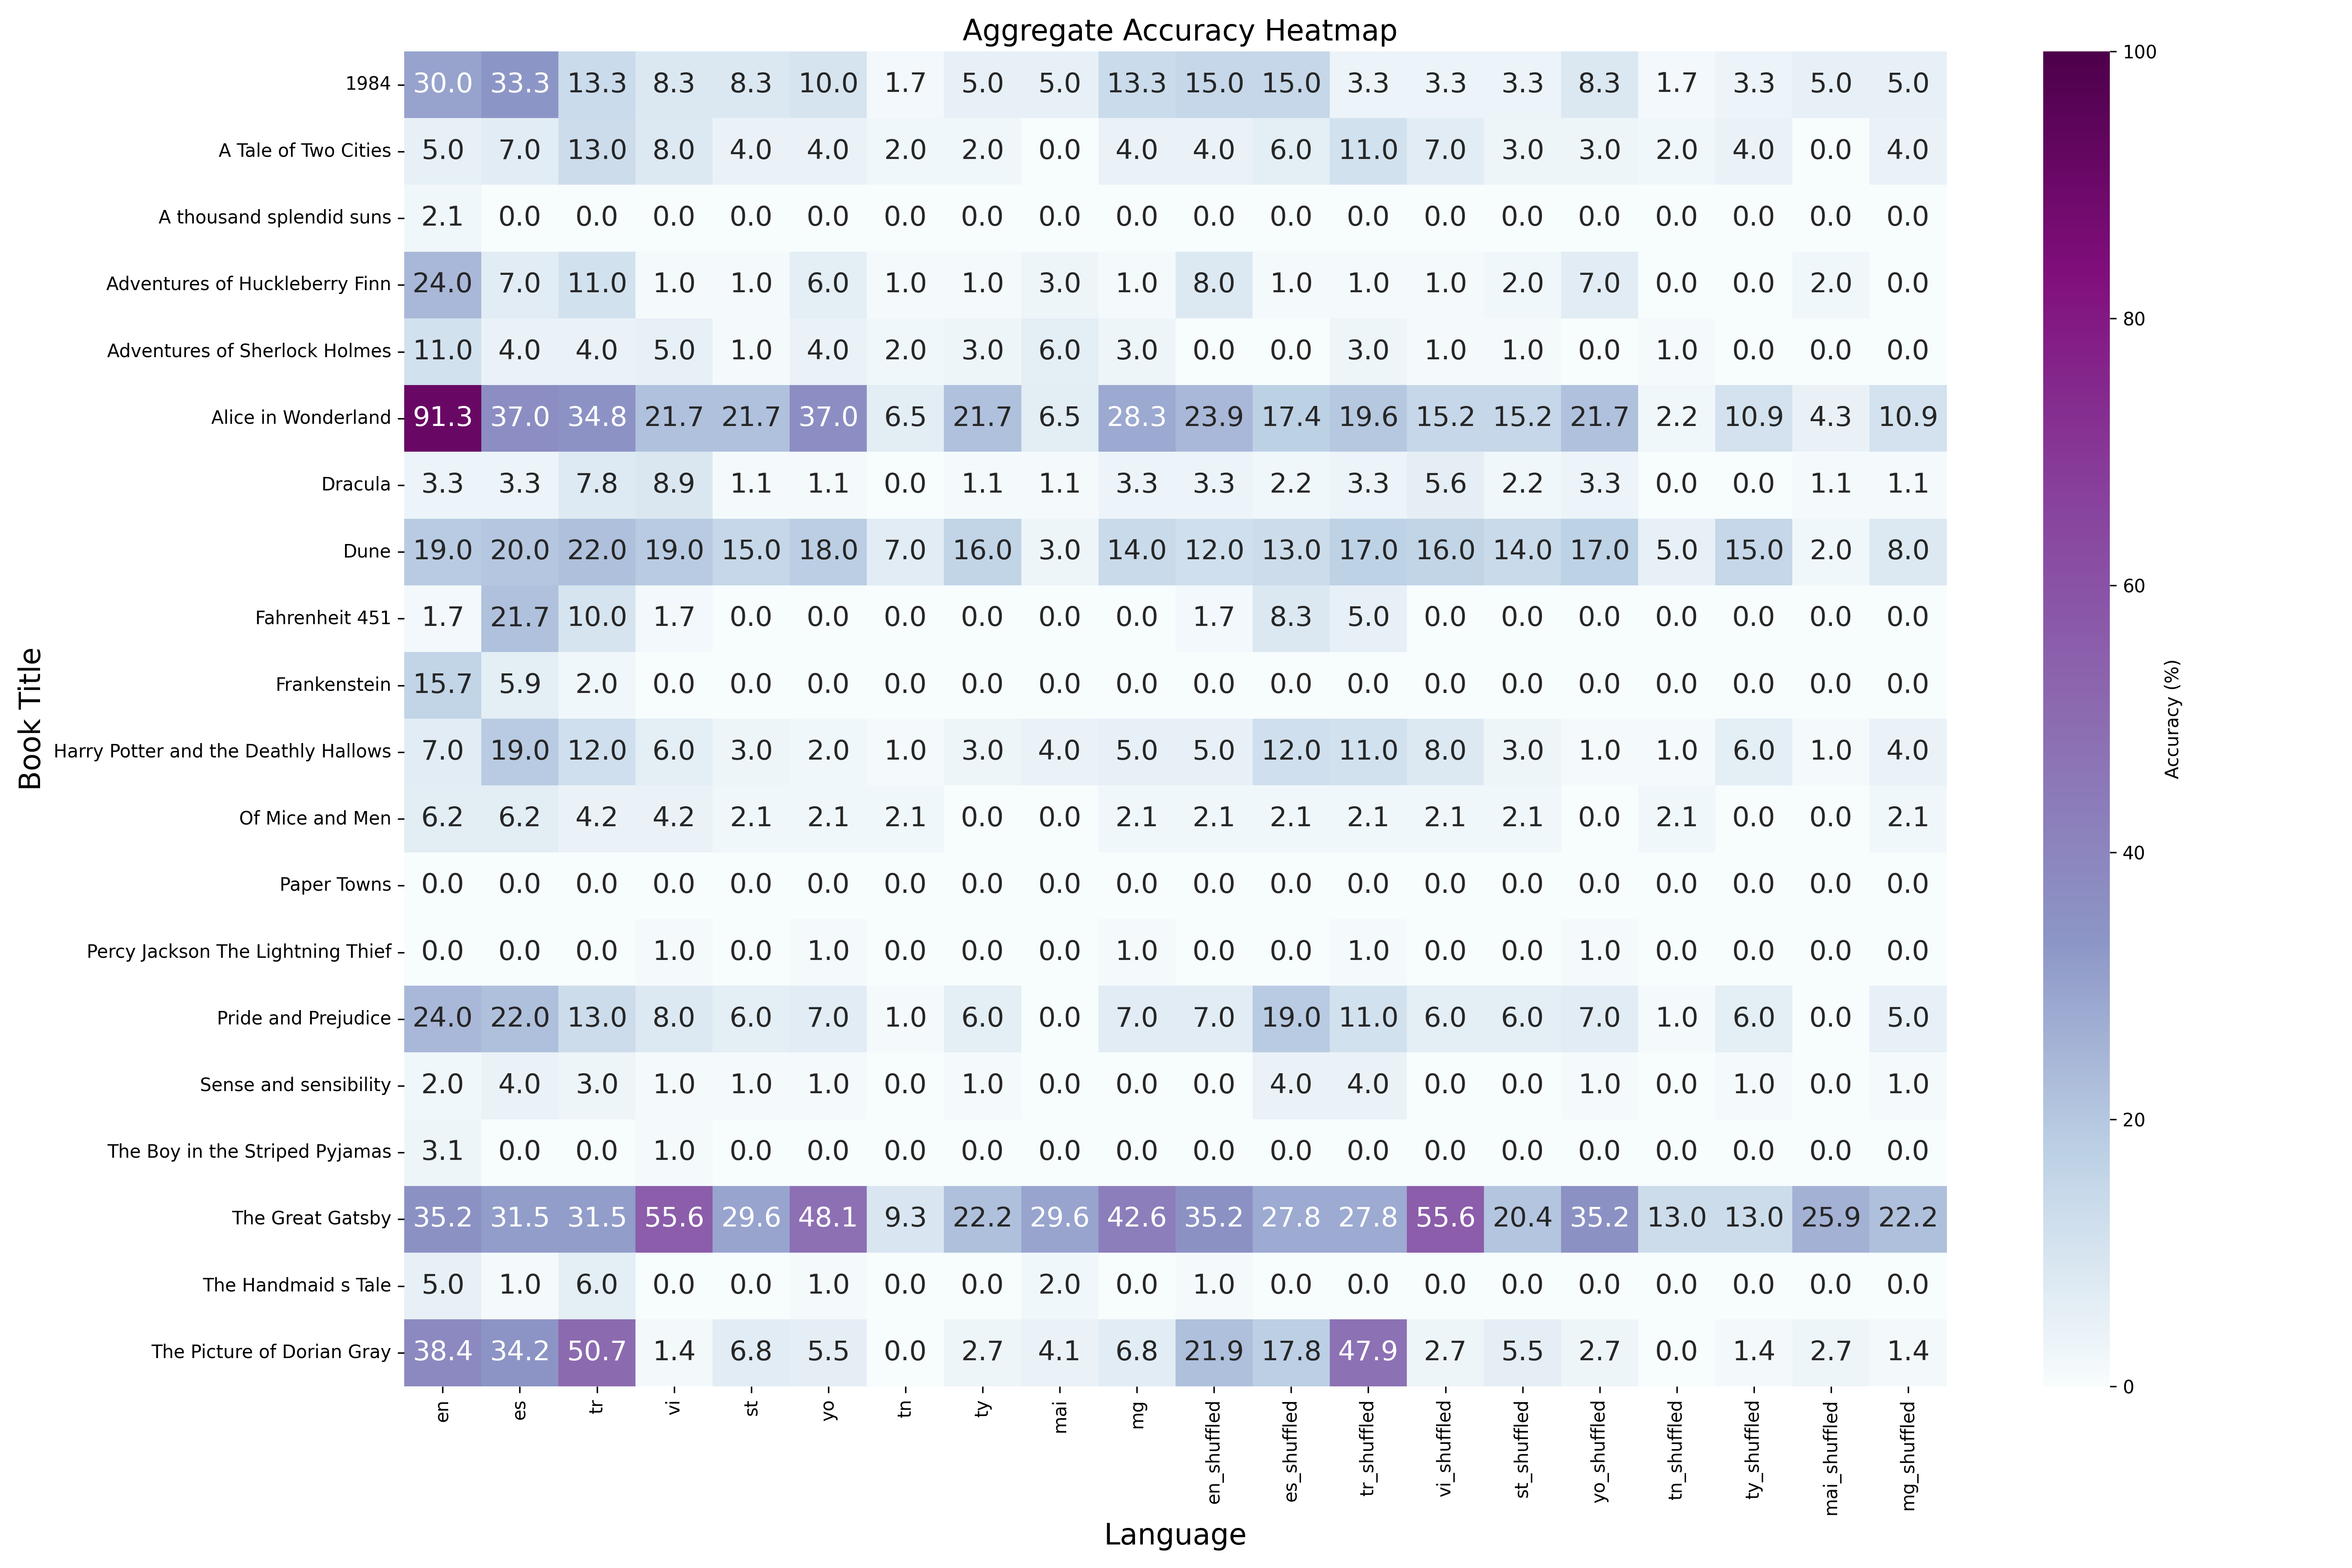 Aggregate Accuracy Heatmap
1984 30.0 33.3 13.3 8.3 8.3 10.0 1.7 5.0 5.0 13.3 15.0 15.0 3.3 3.3 3.3 8.3 1.7 3.3 5.0 5.0
A Tale of Two Cities 5.0 7.0 13.0 8.0 4.0 4.0 2.0 2.0 0.0 4.0 4.0 6.0 11.0 7.0 3.0 3.0 2.0 4.0 0.0 4.0
A thousand splendid suns 2.1 0.0 0.0 0.0 0.0 0.0 0.0 0.0 0.0 0.0 0.0 0.0 0.0 0.0 0.0 0.0 0.0 0.0 0.0 0.0
Adventures of Huckleberry Finn 24.0 7.0 11.0 1.0 1.0 6.0 1.0 1.0 3.0 1.0 8.0 1.0 1.0 1.0 2.0 7.0 0.0 0.0 2.0 0.0
Adventures of Sherlock Holmes 11.0 4.0 4.0 5.0 1.0 4.0 2.0 3.0 6.0 3.0 0.0 0.0 3.0 1.0 1.0 0.0 1.0 0.0 0.0 0.0
Alice in Wonderland 91.3 37.0 34.8 21.7 21.7 37.0 6.5 21.7 6.5 28.3 23.9 17.4 19.6 15.2 15.2 21.7 2.2 10.9 4.3 10.9
Dracula 3.3 3.3 7.8 8.9 1.1 1.1 0.0 1.1 1.1 3.3 3.3 2.2 3.3 5.6 2.2 3.3 0.0 0.0 1.1 1.1
Dune 19.0 20.0 22.0 19.0 15.0 18.0 7.0 16.0 3.0 14.0 12.0 13.0 17.0 16.0 14.0 17.0 5.0 15.0 2.0 8.0
Fahrenheit 451 1.7 21.7 10.0 1.7 0.0 0.0 0.0 0.0 0.0 0.0 1.7 8.3 5.0 0.0 0.0 0.0 0.0 0.0 0.0 0.0
Frankenstein 15.7 5.9 2.0 0.0 0.0 0.0 0.0 0.0 0.0 0.0 0.0 0.0 0.0 0.0 0.0 0.0 0.0 0.0 0.0 0.0
Harry Potter and the Deathly Hallows 7.0 19.0 12.0 6.0 3.0 2.0 1.0 3.0 4.0 5.0 5.0 12.0 11.0 8.0 3.0 1.0 1.0 6.0 1.0 4.0
Of Mice and Men 6.2 6.2 4.2 4.2 2.1 2.1 2.1 0.0 0.0 2.1 2.1 2.1 2.1 2.1 2.1 0.0 2.1 0.0 0.0 2.1
Paper Towns 0.0 0.0 0.0 0.0 0.0 0.0 0.0 0.0 0.0 0.0 0.0 0.0 0.0 0.0 0.0 0.0 0.0 0.0 0.0 0.0
Percy Jackson The Lightning Thief 0.0 0.0 0.0 1.0 0.0 1.0 0.0 0.0 0.0 1.0 0.0 0.0 1.0 0.0 0.0 1.0 0.0 0.0 0.0 0.0
Pride and Prejudice 24.0 22.0 13.0 8.0 6.0 7.0 1.0 6.0 0.0 7.0 7.0 19.0 11.0 6.0 6.0 7.0 1.0 6.0 0.0 5.0
Sense and sensibility 2.0 4.0 3.0 1.0 1.0 1.0 0.0 1.0 0.0 0.0 0.0 4.0 4.0 0.0 0.0 1.0 0.0 1.0 0.0 1.0
The Boy in the Striped Pyjamas 3.1 0.0 0.0 1.0 0.0 0.0 0.0 0.0 0.0 0.0 0.0 0.0 0.0 0.0 0.0 0.0 0.0 0.0 0.0 0.0
The Great Gatsby 35.2 31.5 31.5 55.6 29.6 48.1 9.3 22.2 29.6 42.6 35.2 27.8 27.8 55.6 20.4 35.2 13.0 13.0 25.9 22.2
The Handmaid s Tale 5.0 1.0 6.0 0.0 0.0 1.0 0.0 0.0 2.0 0.0 1.0 0.0 0.0 0.0 0.0 0.0 0.0 0.0 0.0 0.0
The Picture of Dorian Gray 38.4 34.2 50.7 1.4 6.8 5.5 0.0 2.7 4.1 6.8 21.9 17.8 47.9 2.7 5.5 2.7 0.0 1.4 2.7 1.4
en es tr vi st yo tn ty mai mg en_shuffled es_shuffled tr_shuffled vi_shuffled st_shuffled yo_shuffled tn_shuffled ty_shuffled mai_shuffled mg_shuffled
Language
Book Title
100
80
60
40
20
0
Accuracy (%)